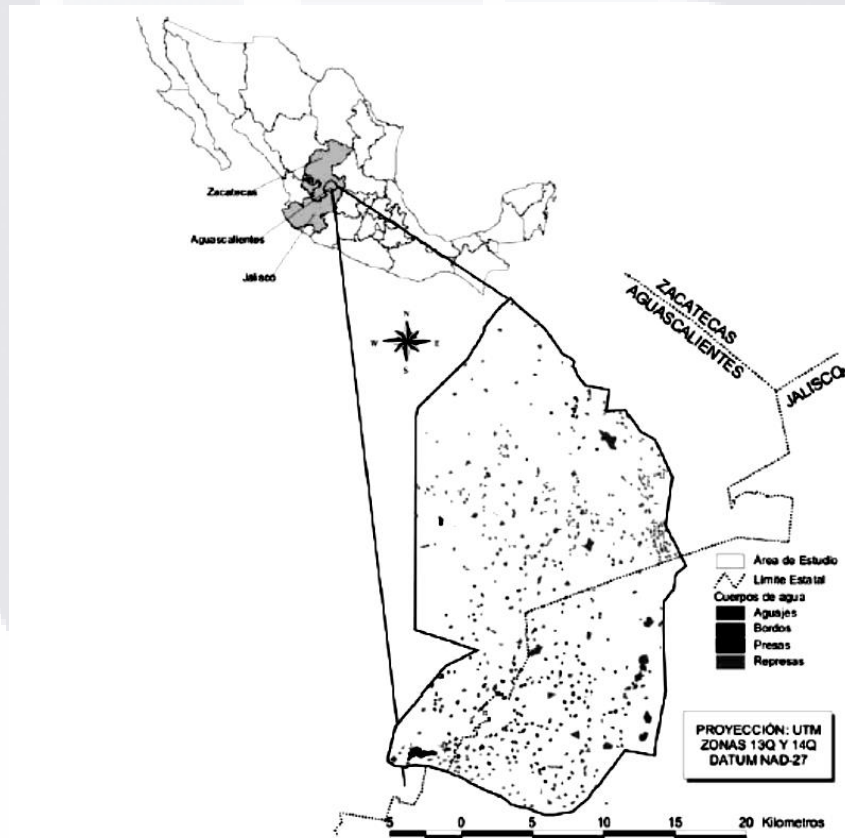 Zacatecas
Aguascalientes
Jalisco
N
W E
S
ZACATECAS
AGUASCALIENTES
JALISCO
Área de Estudio
Límite Estatal
Cuerpos de agua
Aguajes
Bordos
Presas
Represas
PROYECCIÓN: UTM
ZONAS 13Q Y 14Q
DATUM NAD-27
5 0 5 10 15 20 Kilometros